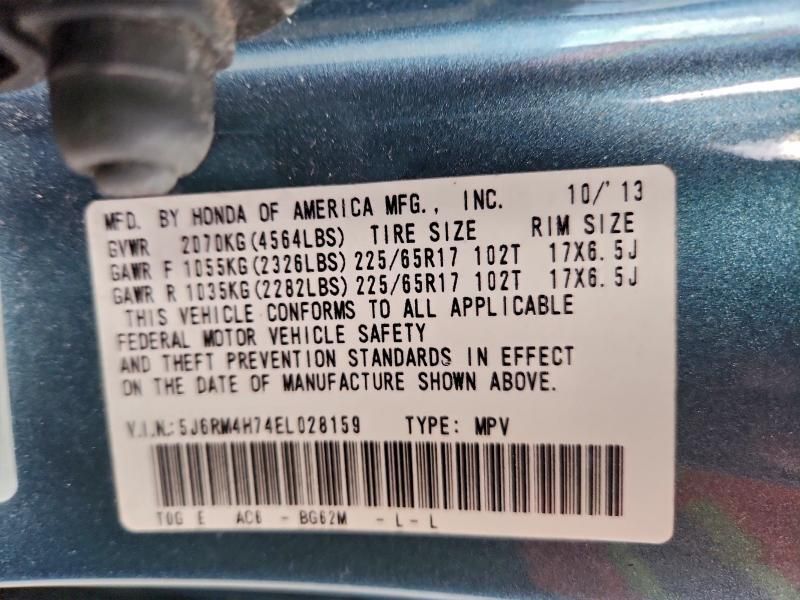 MFD. BY HONDA OF AMERICA MFG., INC. 10/'13
GVWR 2070KG(4564LBS) TIRE SIZE RIM SIZE
GAWR F 1055KG(2326LBS) 225/65R17 102T 17X6.5J
GAWR R 1035KG(2282LBS) 225/65R17 102T 17X6.5J
THIS VEHICLE CONFORMS TO ALL APPLICABLE
FEDERAL MOTOR VEHICLE SAFETY
AND THEFT PREVENTION STANDARDS IN EFFECT
ON THE DATE OF MANUFACTURE SHOWN ABOVE.
V.I.N.: 5J6RM4H74EL028159 TYPE: MPV
T0G E AC6 - BG62M - L - L